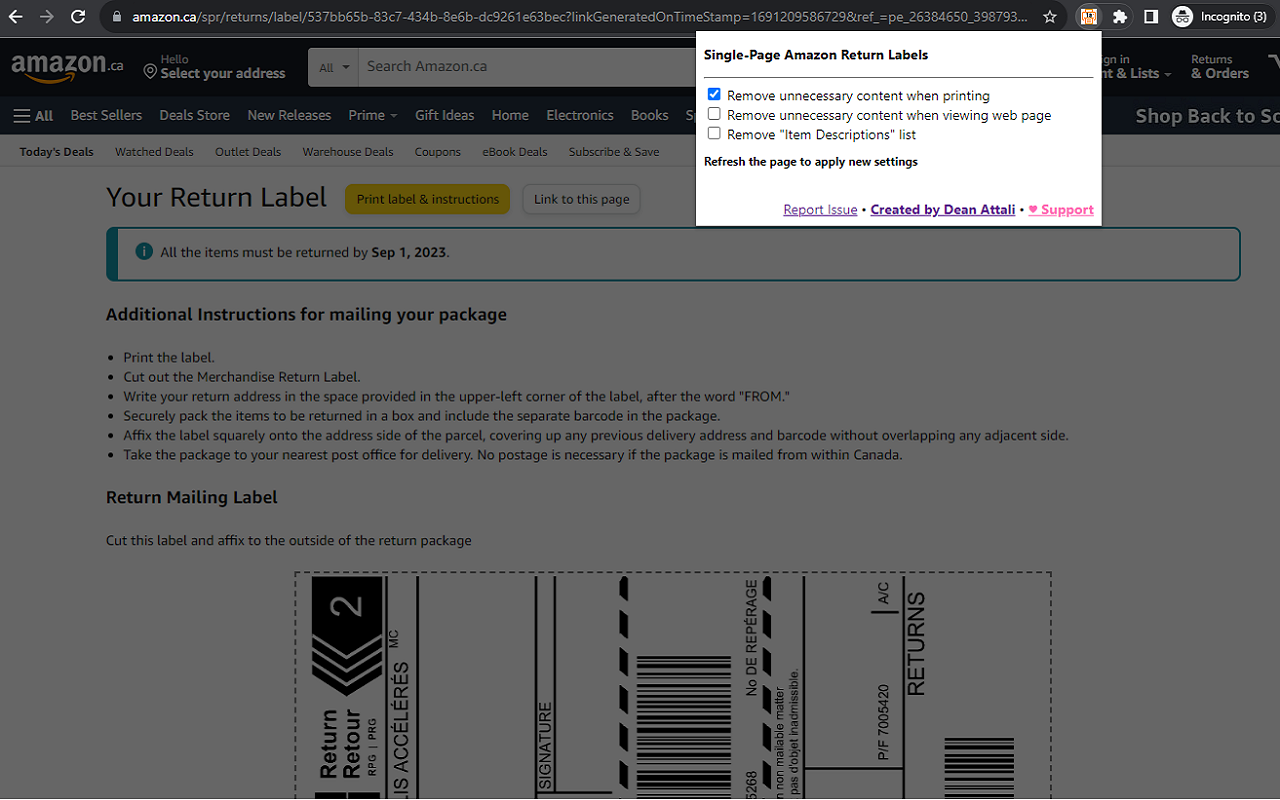 amazon.ca/spr/returns/label/537bb65b-83c7-434b-8e6b-dc9261e63bec?linkGeneratedOnTimeStamp=1691209586729&ref_=pe_26384650_398793...
Incognito (3)
Single-Page Amazon Return Labels
Remove unnecessary content when printing
Remove unnecessary content when viewing web page
Remove "Item Descriptions" list
Refresh the page to apply new settings
Report Issue • Created by Dean Attali • ♥ Support
amazon.ca
Hello
Select your address
All
Search Amazon.ca
ign in
nt & Lists
Returns
& Orders
All Best Sellers Deals Store New Releases Prime Gift Ideas Home Electronics Books Sp
Shop Back to Sc
Today's Deals Watched Deals Outlet Deals Warehouse Deals Coupons eBook Deals Subscribe & Save
Your Return Label
Print label & instructions
Link to this page
All the items must be returned by Sep 1, 2023.
Additional Instructions for mailing your package
• Print the label.
• Cut out the Merchandise Return Label.
• Write your return address in the space provided in the upper-left corner of the label, after the word "FROM."
• Securely pack the items to be returned in a box and include the separate barcode in the package.
• Affix the label squarely onto the address side of the parcel, covering up any previous delivery address and barcode without overlapping any adjacent side.
• Take the package to your nearest post office for delivery. No postage is necessary if the package is mailed from within Canada.
Return Mailing Label
Cut this label and affix to the outside of the return package
2
Return
Retour
RPG | PRG
LIS ACCÉLÉRÉS MC
SIGNATURE
No DE REPÉRAGE
5268
n non mailable matter
pas d'objet inadmissible.
A/C
P/F 7005420
RETURNS